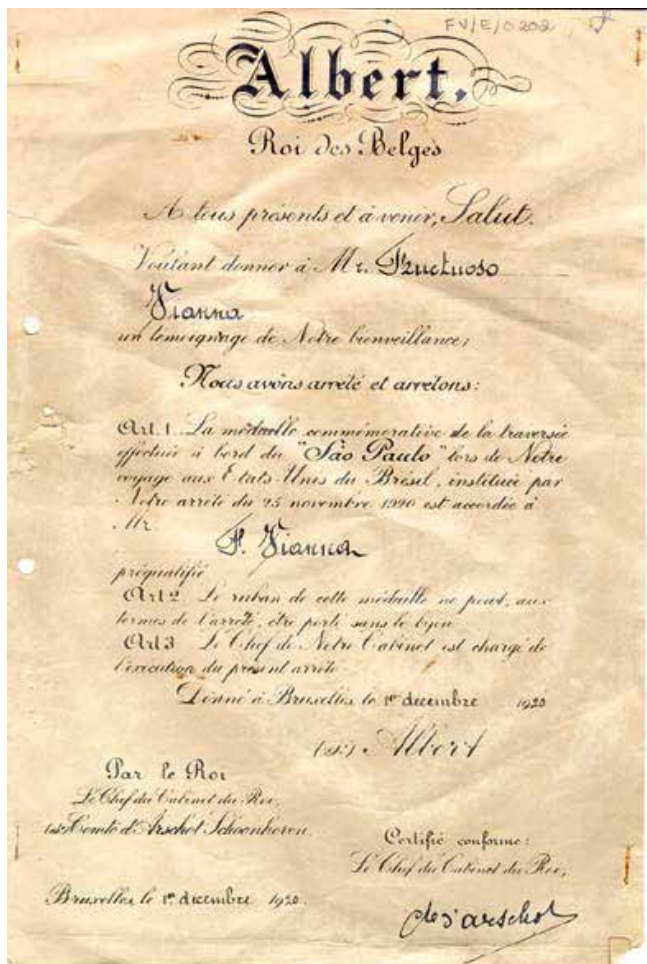 FV/E/0202
Albert.
Roi des Belges
A tous présents et à venir, Salut.
Voulant donner à Mr. Fructuoso
Vianna
un témoignage de Notre bienveillance;
Nous avons arrêté et arrêtons:
Art. 1. La médaille commémorative de la traversée
effectuée à bord du "São Paulo" lors de Notre
voyage aux Etats-Unis du Brésil, instituée par
Notre arrêté du 25 novembre 1920 est accordée à
Mr.
F. Vianna
préqualifié
Art 2. Le ruban de cette médaille ne peut, aux
termes de l'arrêté, être porté sans le bijou
Art 3 Le Chef de Notre Cabinet est chargé de
l'exécution du présent arrêté
Donné à Bruxelles le 1er décembre 1920
(sé) Albert
Par le Roi
Le Chef du Cabinet du Roi,
(sé) Comte d'Arschot Schoonhoven
Certifié conforme:
Le Chef du Cabinet du Roi,
Bruxelles, le 1er décembre 1920.
d'arschot